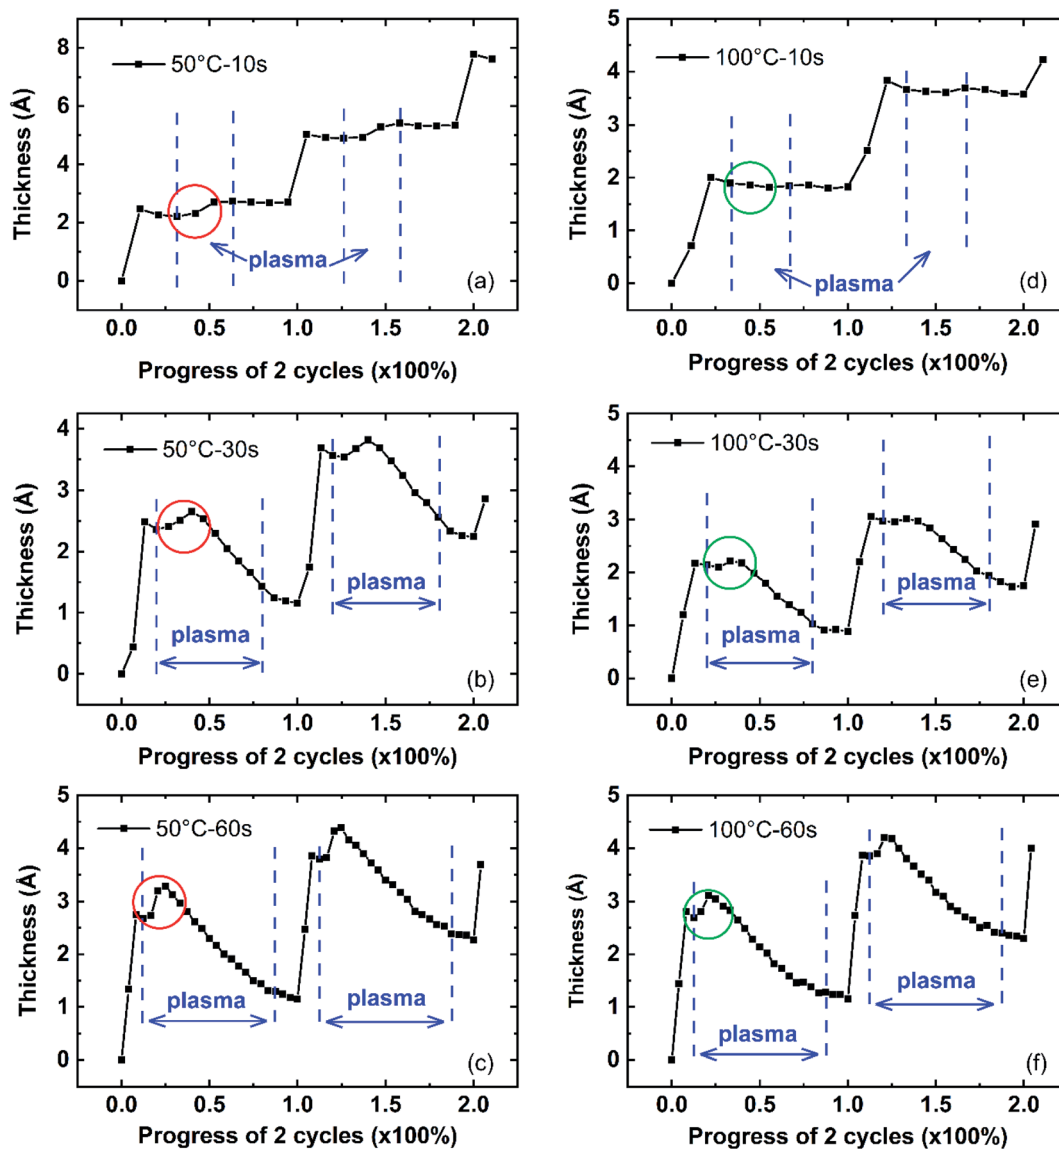 50°C-10s
Thickness (Å)
8
6
4
2
0
plasma
(a)
0.0 0.5 1.0 1.5 2.0
Progress of 2 cycles (x100%)
100°C-10s
Thickness (Å)
5
4
3
2
1
0
plasma
(d)
0.0 0.5 1.0 1.5 2.0
Progress of 2 cycles (x100%)
50°C-30s
Thickness (Å)
4
3
2
1
0
plasma
plasma
(b)
0.0 0.5 1.0 1.5 2.0
Progress of 2 cycles (x100%)
100°C-30s
Thickness (Å)
5
4
3
2
1
0
plasma
plasma
(e)
0.0 0.5 1.0 1.5 2.0
Progress of 2 cycles (x100%)
50°C-60s
Thickness (Å)
5
4
3
2
1
0
plasma
plasma
(c)
0.0 0.5 1.0 1.5 2.0
Progress of 2 cycles (x100%)
100°C-60s
Thickness (Å)
5
4
3
2
1
0
plasma
plasma
(f)
0.0 0.5 1.0 1.5 2.0
Progress of 2 cycles (x100%)